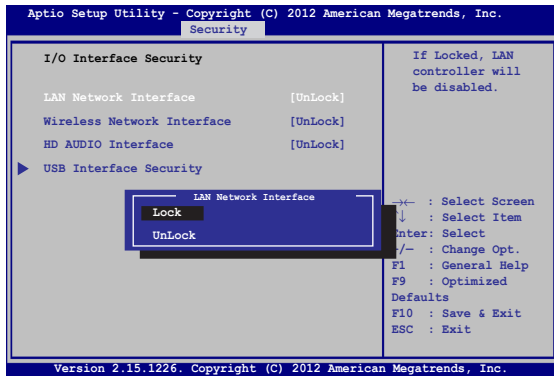 Aptio Setup Utility - Copyright (C) 2012 American Megatrends, Inc.
Security
I/O Interface Security
LAN Network Interface [UnLock]
Wireless Network Interface [UnLock]
HD AUDIO Interface [UnLock]
USB Interface Security
LAN Network Interface
Lock
UnLock
If Locked, LAN
controller will
be disabled.
→← : Select Screen
↑↓ : Select Item
Enter: Select
+/— : Change Opt.
F1 : General Help
F9 : Optimized
Defaults
F10 : Save & Exit
ESC : Exit
Version 2.15.1226. Copyright (C) 2012 American Megatrends, Inc.